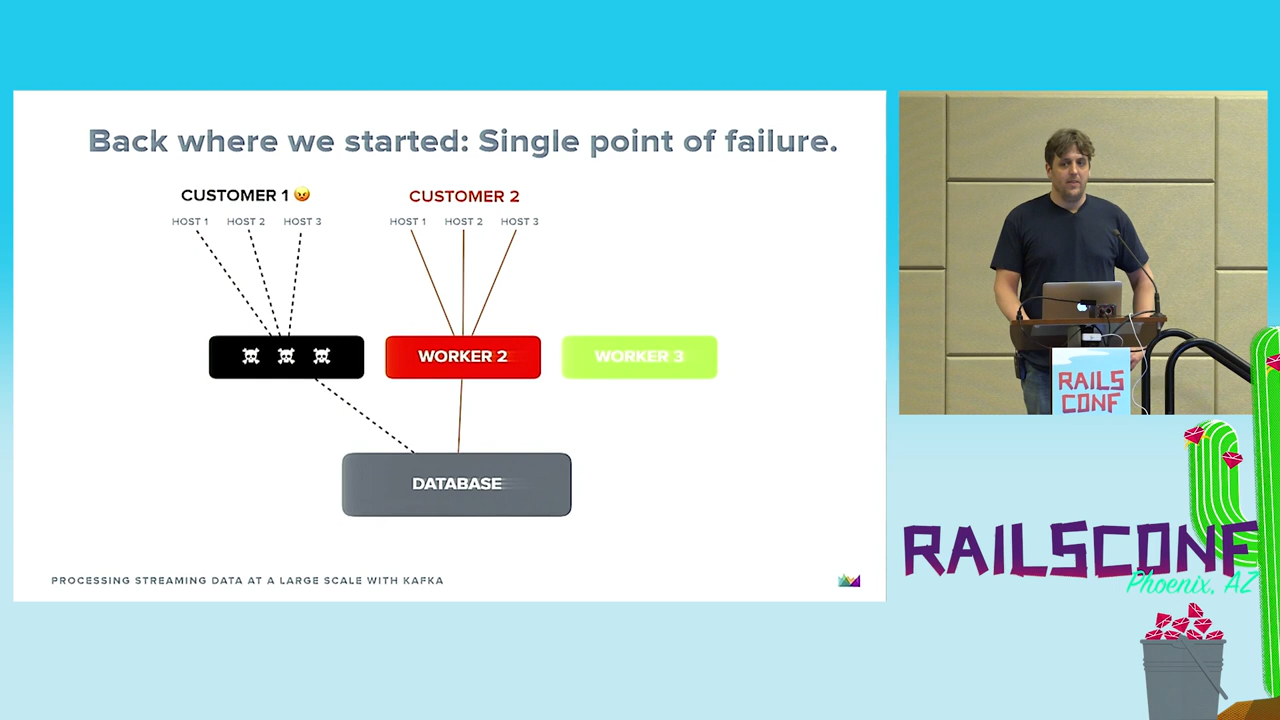 Back where we started: Single point of failure.
CUSTOMER 1 😡 CUSTOMER 2
HOST 1 HOST 2 HOST 3 HOST 1 HOST 2 HOST 3
WORKER 2 WORKER 3
DATABASE
PROCESSING STREAMING DATA AT A LARGE SCALE WITH KAFKA
RAILS
CONF
RAILSCONF
Phoenix, AZ